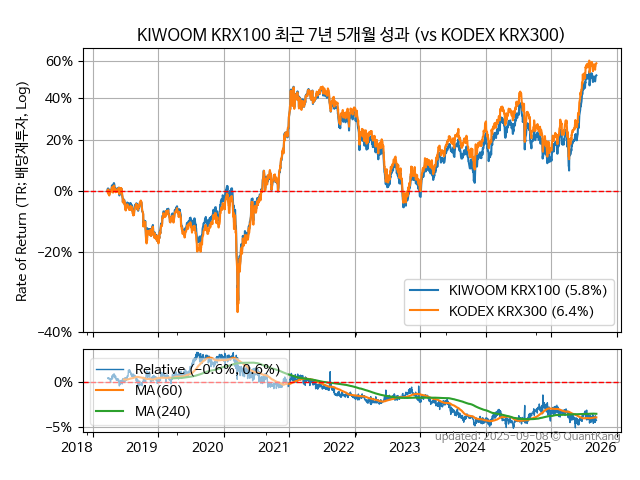 KIWOOM KRX100 최근 7년 5개월 성과 (vs KODEX KRX300)
Rate of Return (TR: 배당재투자, Log)
60%
40%
20%
0%
−20%
−40%
KIWOOM KRX100 (5.8%)
KODEX KRX300 (6.4%)
0%
−5%
Relative (−0.6%, 0.6%)
MA(60)
MA(240)
2018 2019 2020 2021 2022 2023 2024 2025 2026
updated: 2025-09-08 © QuantKang